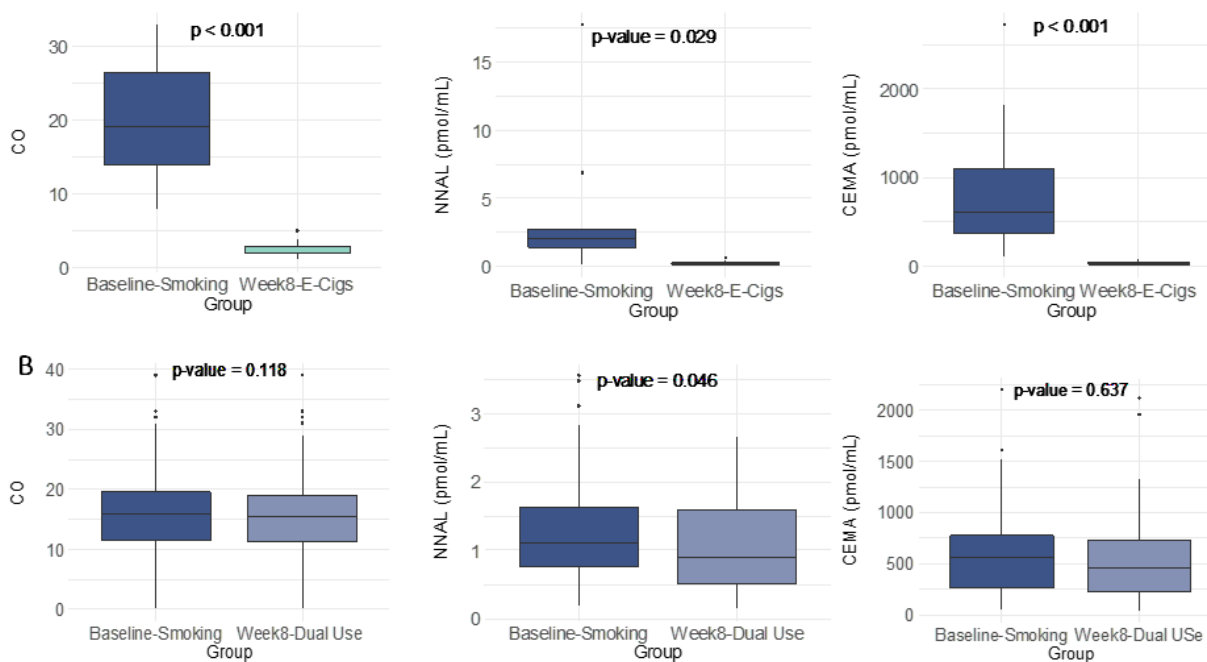 p < 0.001
30
20
10
0
CO
Baseline-Smoking Week8-E-Cigs
Group
p-value = 0.029
15
10
5
0
NNAL (pmol/mL)
Baseline-Smoking Week8-E-Cigs
Group
p < 0.001
2000
1000
0
CEMA (pmol/mL)
Baseline-Smoking Week8-E-Cigs
Group
B
p-value = 0.118
40
30
20
10
0
CO
Baseline-Smoking Week8-Dual Use
Group
p-value = 0.046
3
2
1
0
NNAL (pmol/mL)
Baseline-Smoking Week8-Dual Use
Group
p-value = 0.637
2000
1500
1000
500
0
CEMA (pmol/mL)
Baseline-Smoking Week8-Dual USe
Group